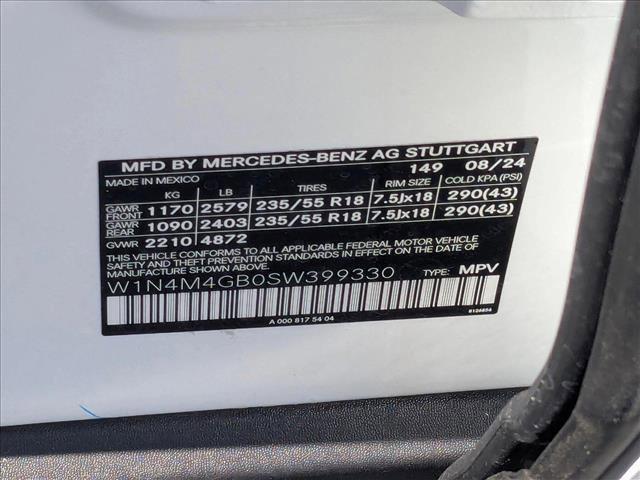 MFD BY MERCEDES-BENZ AG STUTTGART
MADE IN MEXICO 149 08/24
KG LB TIRES RIM SIZE COLD KPA (PSI)
GAWR FRONT 1170 2579 235/55 R18 7.5Jx18 290(43)
GAWR REAR 1090 2403 235/55 R18 7.5Jx18 290(43)
GVWR 2210 4872
THIS VEHICLE CONFORMS TO ALL APPLICABLE FEDERAL MOTOR VEHICLE
SAFETY BUMPER, AND THEFT PREVENTION STANDARDS IN EFFECT ON THE DATE OF
MANUFACTURE SHOWN ABOVE.
W1N4M4GB0SW399330 TYPE: MPV
A 000 817 54 04